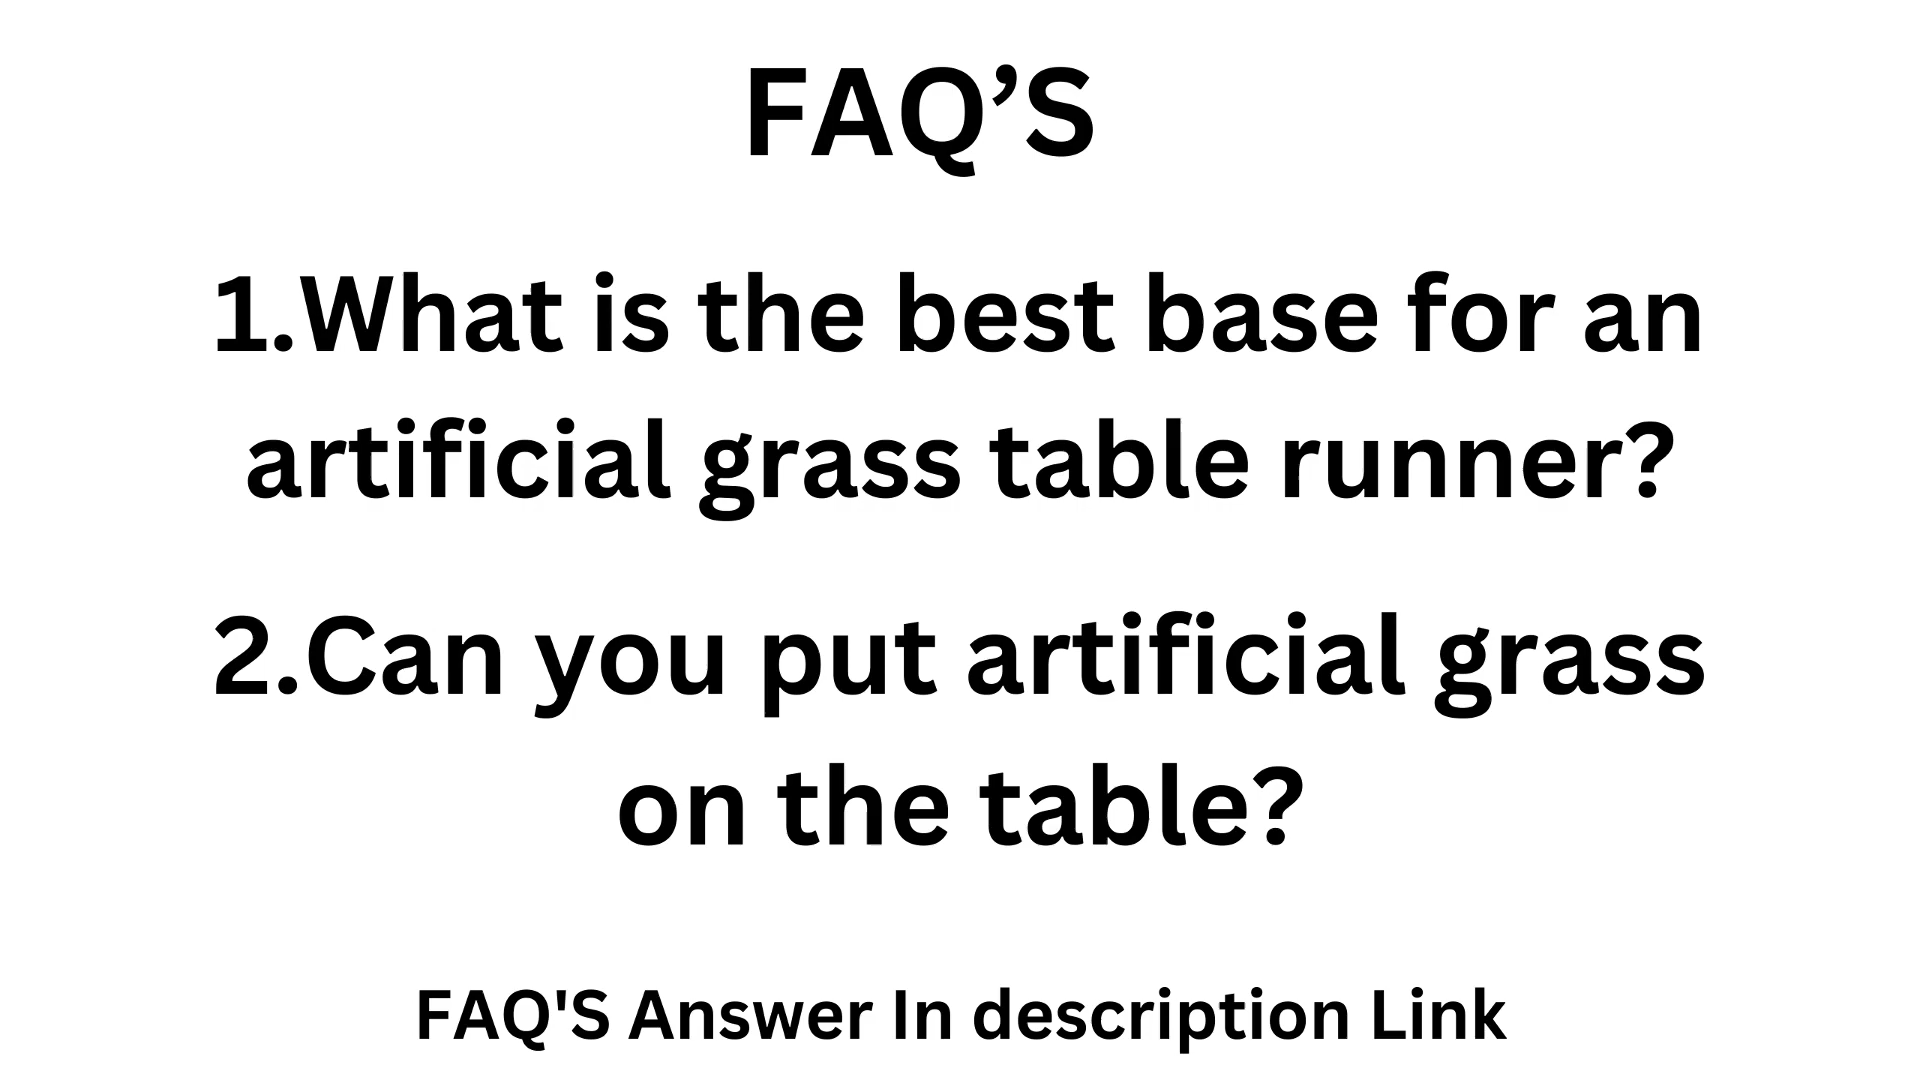 FAQ’S
1.What is the best base for an
artificial grass table runner?
2.Can you put artificial grass
on the table?
FAQ'S Answer In description Link